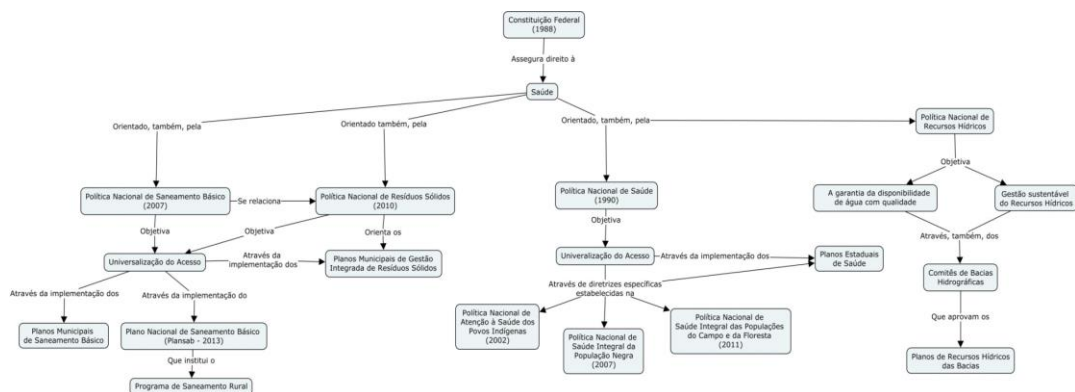 Constituição Federal
(1988)
Assegura direito à
Saúde
Orientado, também, pela
Orientado também, pela
Orientado, também, pela
Política Nacional de
Recursos Hídricos
Objetiva
Política Nacional de Saneamento Básico
(2007)
Se relaciona
Política Nacional de Resíduos Sólidos
(2010)
Política Nacional de Saúde
(1990)
A garantia da disponibilidade
de água com qualidade
Gestão sustentável
do Recursos Hídricos
Objetiva
Objetiva
Orienta os
Objetiva
Através, também, dos
Universalização do Acesso
Através da
implementação dos
Planos Municipais de Gestão
Integrada de Resíduos Sólidos
Univeralização do Acesso
Através da implementação dos
Planos Estaduais
de Saúde
Comitês de Bacias
Hidrográficas
Através da implementação dos
Através da implementação do
Através de diretrizes específicas
estabelecidas na
Que aprovam os
Planos Municipais
de Saneamento Básico
Plano Nacional de Saneamento Básico
(Plansab - 2013)
Política Nacional de
Atenção à Saúde dos
Povos Indígenas
(2002)
Política Nacional de
Saúde Integral da
População Negra
(2007)
Política Nacional de
Saúde Integral das Populações
do Campo e da Floresta
(2011)
Planos de Recursos Hídricos
das Bacias
Que institui o
Programa de Saneamento Rural